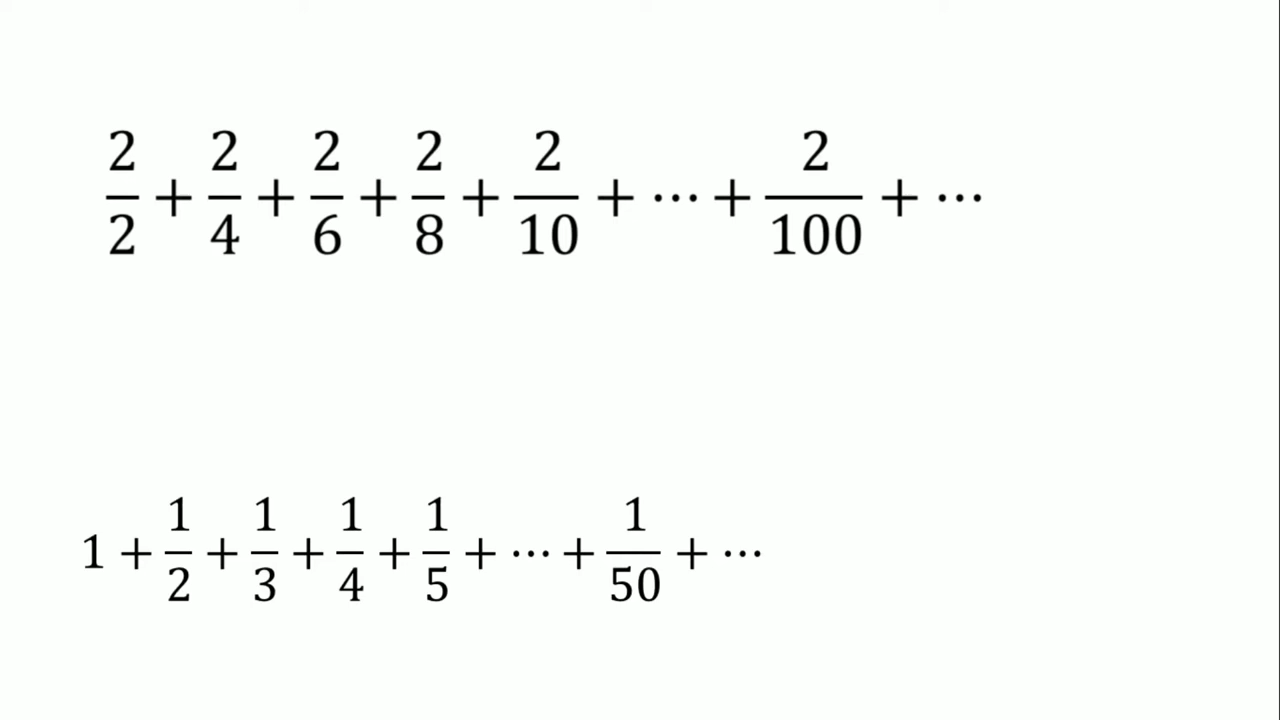 2/2 + 2/4 + 2/6 + 2/8 + 2/10 + ⋯ + 2/100 + ⋯
1 + 1/2 + 1/3 + 1/4 + 1/5 + ⋯ + 1/50 + ⋯